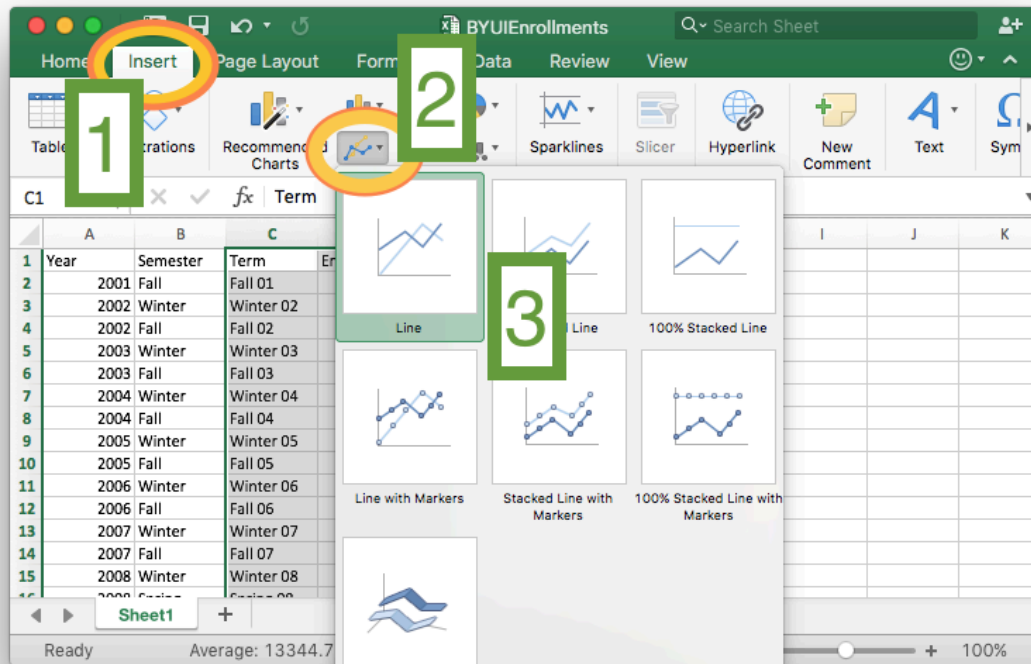 BYUIEnrollments
Search Sheet
Home Insert Page Layout Form Data Review View
1
2
3
Recommended Charts
Sparklines
Slicer
Hyperlink
New Comment
Text
C1 fx Term
A B C I J K
1 Year Semester Term
2 2001 Fall Fall 01
3 2002 Winter Winter 02
4 2002 Fall Fall 02
5 2003 Winter Winter 03
6 2003 Fall Fall 03
7 2004 Winter Winter 04
8 2004 Fall Fall 04
9 2005 Winter Winter 05
10 2005 Fall Fall 05
11 2006 Winter Winter 06
12 2006 Fall Fall 06
13 2007 Winter Winter 07
14 2007 Fall Fall 07
15 2008 Winter Winter 08
Line
Line
100% Stacked Line
Line with Markers
Stacked Line with Markers
100% Stacked Line with Markers
Sheet1 +
Ready Average: 13344.7 + 100%